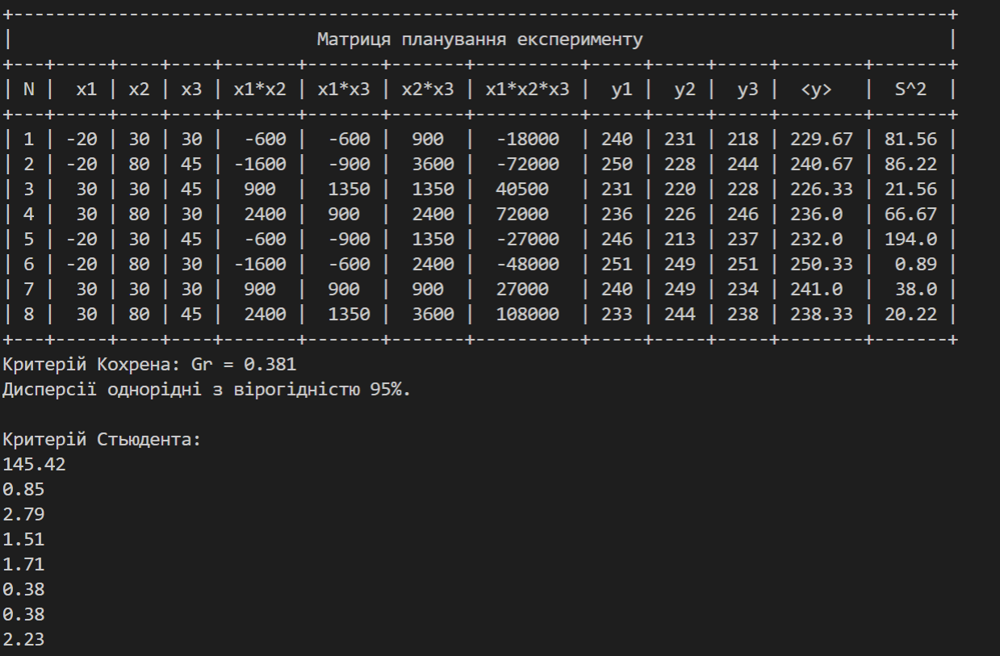 +-----------------------------------------------------------------------------------------+
|                             Матриця планування експерименту                             |
+---+-----+----+----+-------+-------+-------+----------+-----+-----+-----+--------+-------+
| N |  x1 | x2 | x3 | x1*x2 | x1*x3 | x2*x3 | x1*x2*x3 |  y1 |  y2 |  y3 |  <y>   |  S^2  |
+---+-----+----+----+-------+-------+-------+----------+-----+-----+-----+--------+-------+
| 1 | -20 | 30 | 30 |  -600 |  -600 |  900  |  -18000  | 240 | 231 | 218 | 229.67 | 81.56 |
| 2 | -20 | 80 | 45 | -1600 |  -900 |  3600 |  -72000  | 250 | 228 | 244 | 240.67 | 86.22 |
| 3 |  30 | 30 | 45 |  900  |  1350 |  1350 |  40500   | 231 | 220 | 228 | 226.33 | 21.56 |
| 4 |  30 | 80 | 30 |  2400 |  900  |  2400 |  72000   | 236 | 226 | 246 | 236.0  | 66.67 |
| 5 | -20 | 30 | 45 |  -600 |  -900 |  1350 |  -27000  | 246 | 213 | 237 | 232.0  | 194.0 |
| 6 | -20 | 80 | 30 | -1600 |  -600 |  2400 |  -48000  | 251 | 249 | 251 | 250.33 |  0.89 |
| 7 |  30 | 30 | 30 |  900  |  900  |  900  |  27000   | 240 | 249 | 234 | 241.0  |  38.0 |
| 8 |  30 | 80 | 45 |  2400 |  1350 |  3600 |  108000  | 233 | 244 | 238 | 238.33 | 20.22 |
+---+-----+----+----+-------+-------+-------+----------+-----+-----+-----+--------+-------+
Критерій Кохрена: Gr = 0.381
Дисперсії однорідні з вірогідністю 95%.

Критерій Стьюдента:
145.42
0.85
2.79
1.51
1.71
0.38
0.38
2.23